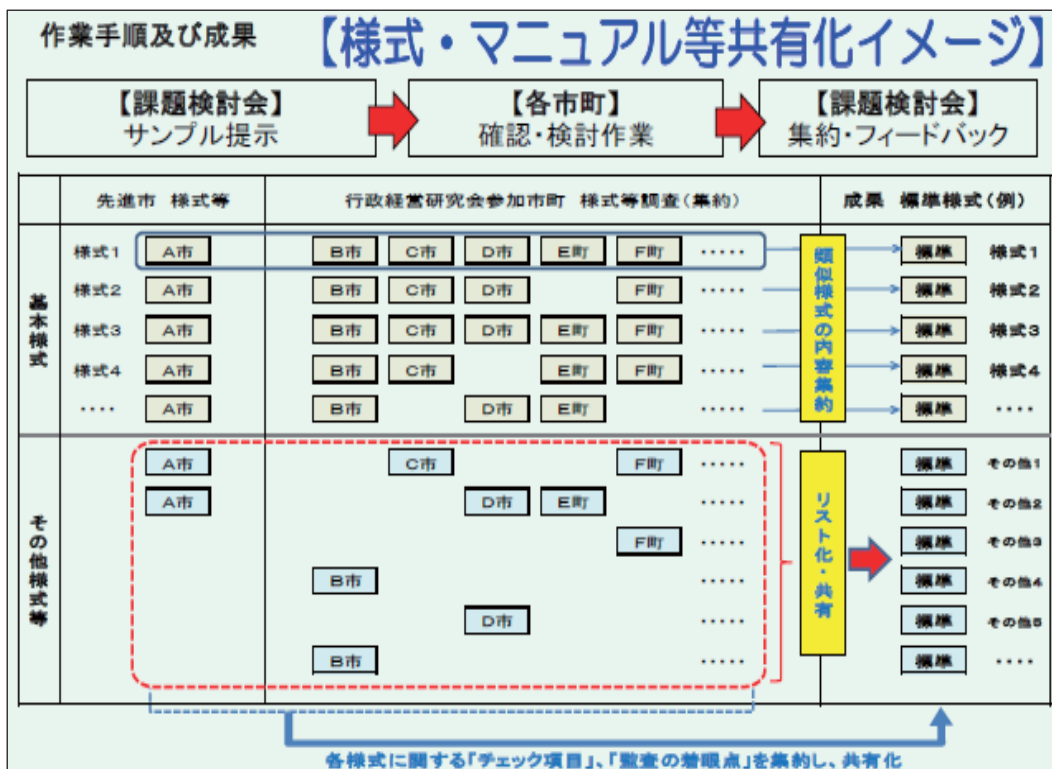 作業手順及び成果 【様式・マニュアル等共有化イメージ】
【課題検討会】 【各市町】 【課題検討会】
サンプル提示 確認・検討作業 集約・フィードバック
先進市 様式等 行政経営研究会参加市町 様式等調査(集約) 成果 標準様式(例)
基本様式
様式1 A市 B市 C市 D市 E町 F町 ‥‥‥ 標準 様式1
様式2 A市 B市 C市 D市 F町 ‥‥‥ 標準 様式2
様式3 A市 B市 C市 D市 E町 F町 ‥‥‥ 標準 様式3
様式4 A市 B市 C市 E町 F町 ‥‥‥ 標準 様式4
‥‥ A市 B市 D市 E町 ‥‥‥ 標準 ‥‥
類似様式の内容集約
その他様式等
A市 C市 F町 ‥‥‥ 標準 その他1
A市 D市 E町 ‥‥‥ 標準 その他2
F町 ‥‥‥ 標準 その他3
B市 ‥‥‥ 標準 その他4
D市 ‥‥‥ 標準 その他5
B市 ‥‥‥ 標準 ‥‥
リスト化・共有
各様式に関する「チェック項目」、「監査の着眼点」を集約し、共有化